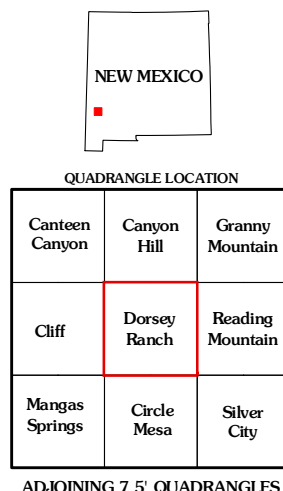 NEW MEXICO
QUADRANGLE LOCATION
Canteen
Canyon
Canyon
Hill
Granny
Mountain
Cliff
Dorsey
Ranch
Reading
Mountain
Mangas
Springs
Circle
Mesa
Silver
City
ADJOINING 7.5' QUADRANGLES